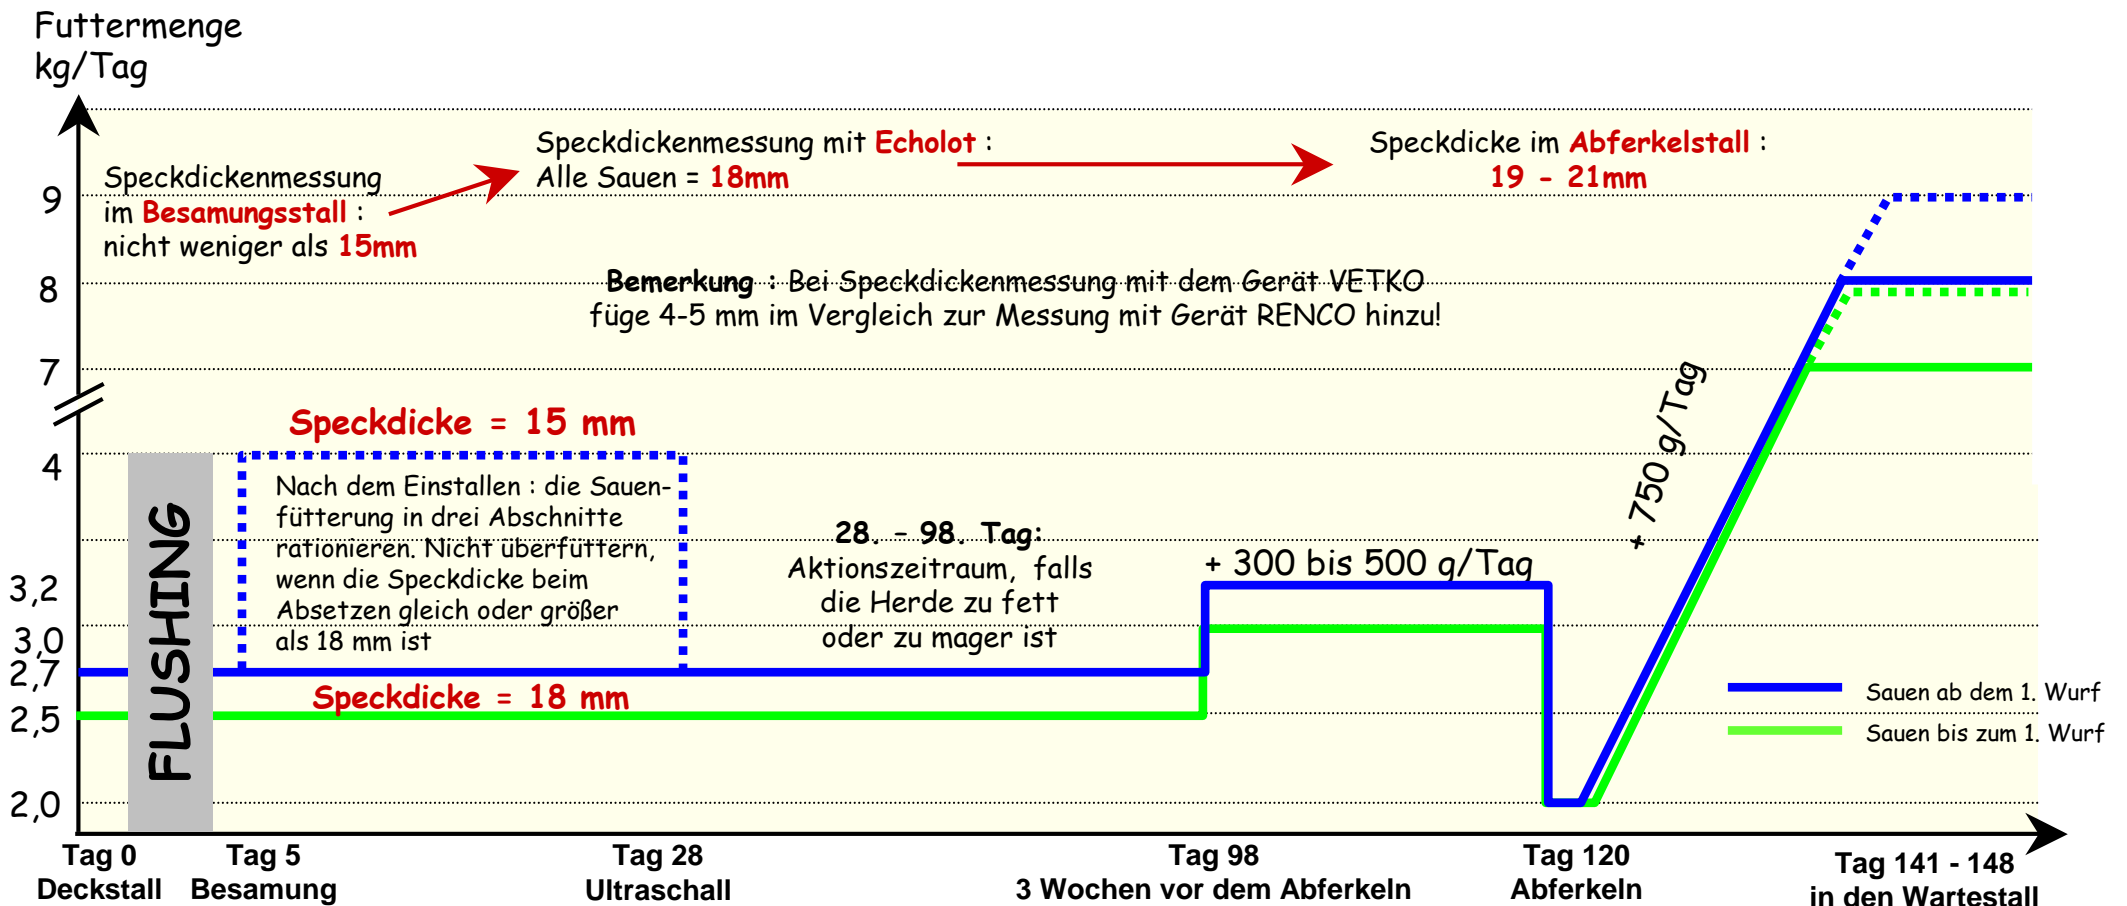 Futtermenge
kg/Tag
Speckdickenmessung
im Besamungsstall :
nicht weniger als 15mm
Speckdickenmessung mit Echolot :
Alle Sauen = 18mm
Speckdicke im Abferkelstall :
19 - 21mm
Bemerkung : Bei Speckdickenmessung mit dem Gerät VETKO
füge 4-5 mm im Vergleich zur Messung mit Gerät RENCO hinzu!
9
8
7
4
3,2
3,0
2,7
2,5
2,0
Speckdicke = 15 mm
FLUSHING
Nach dem Einstallen : die Sauen-
fütterung in drei Abschnitte
rationieren. Nicht überfüttern,
wenn die Speckdicke beim
Absetzen gleich oder größer
als 18 mm ist
Speckdicke = 18 mm
28. - 98. Tag:
Aktionszeitraum, falls
die Herde zu fett
oder zu mager ist
+ 300 bis 500 g/Tag
+ 750 g/Tag
Sauen ab dem 1. Wurf
Sauen bis zum 1. Wurf
Tag 0
Deckstall
Tag 5
Besamung
Tag 28
Ultraschall
Tag 98
3 Wochen vor dem Abferkeln
Tag 120
Abferkeln
Tag 141 - 148
in den Wartestall